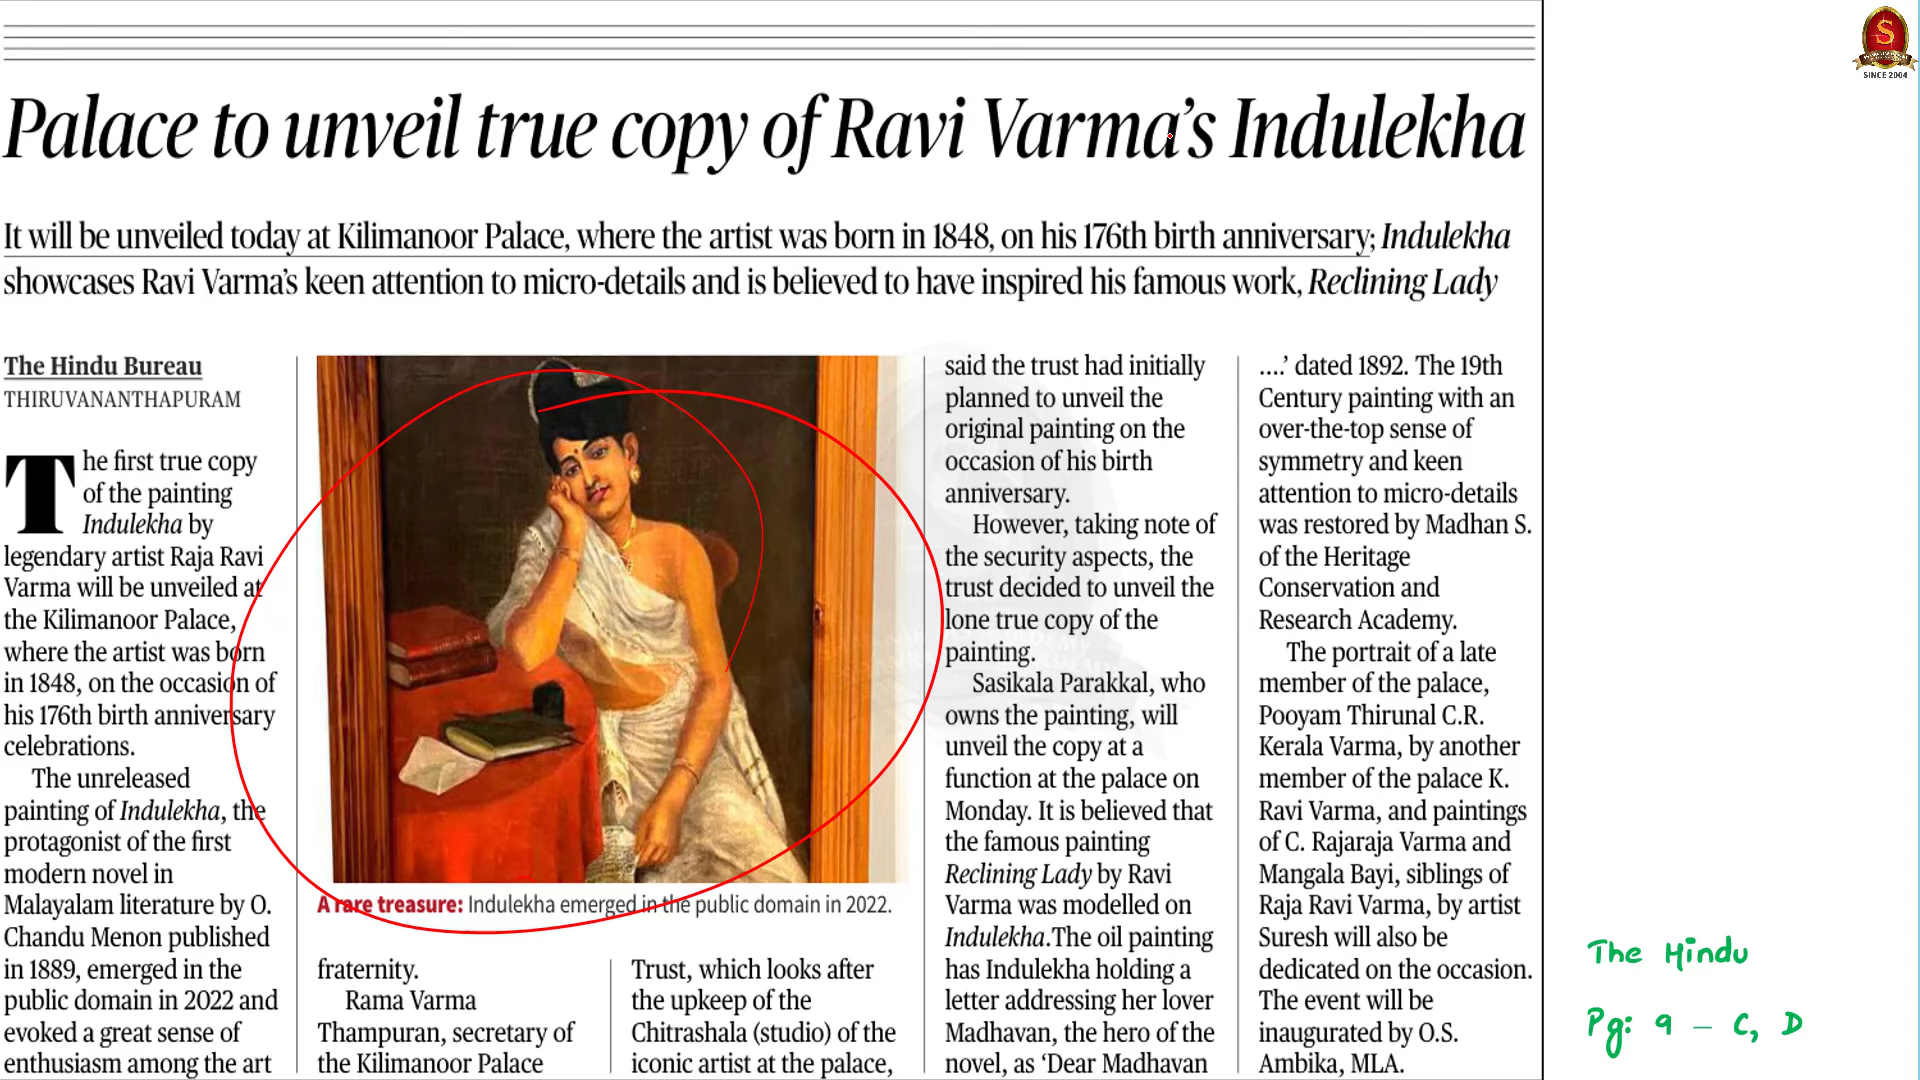 SINCE 2004
Palace to unveil true copy of Ravi Varma's Indulekha
It will be unveiled today at Kilimanoor Palace, where the artist was born in 1848, on his 176th birth anniversary; Indulekha
showcases Ravi Varma's keen attention to micro-details and is believed to have inspired his famous work, Reclining Lady
The Hindu Bureau
THIRUVANANTHAPURAM
The first true copy
of the painting
Indulekha by
legendary artist Raja Ravi
Varma will be unveiled at
the Kilimanoor Palace,
where the artist was born
in 1848, on the occasion of
his 176th birth anniversary
celebrations.
The unreleased
painting of Indulekha, the
protagonist of the first
modern novel in
Malayalam literature by O.
Chandu Menon published
in 1889, emerged in the
public domain in 2022 and
evoked a great sense of
enthusiasm among the art
A rare treasure: Indulekha emerged in the public domain in 2022.
fraternity.
Rama Varma
Thampuran, secretary of
the Kilimanoor Palace
Trust, which looks after
the upkeep of the
Chitrashala (studio) of the
iconic artist at the palace,
said the trust had initially
planned to unveil the
original painting on the
occasion of his birth
anniversary.
However, taking note of
the security aspects, the
trust decided to unveil the
lone true copy of the
painting.
Sasikala Parakkal, who
owns the painting, will
unveil the copy at a
function at the palace on
Monday. It is believed that
the famous painting
Reclining Lady by Ravi
Varma was modelled on
Indulekha.The oil painting
has Indulekha holding a
letter addressing her lover
Madhavan, the hero of the
novel, as ‘Dear Madhavan
....’ dated 1892. The 19th
Century painting with an
over-the-top sense of
symmetry and keen
attention to micro-details
was restored by Madhan S.
of the Heritage
Conservation and
Research Academy.
The portrait of a late
member of the palace,
Pooyam Thirunal C.R.
Kerala Varma, by another
member of the palace K.
Ravi Varma, and paintings
of C. Rajaraja Varma and
Mangala Bayi, siblings of
Raja Ravi Varma, by artist
Suresh will also be
dedicated on the occasion.
The event will be
inaugurated by O.S.
Ambika, MLA.
The Hindu
Pg: 9 – C, D